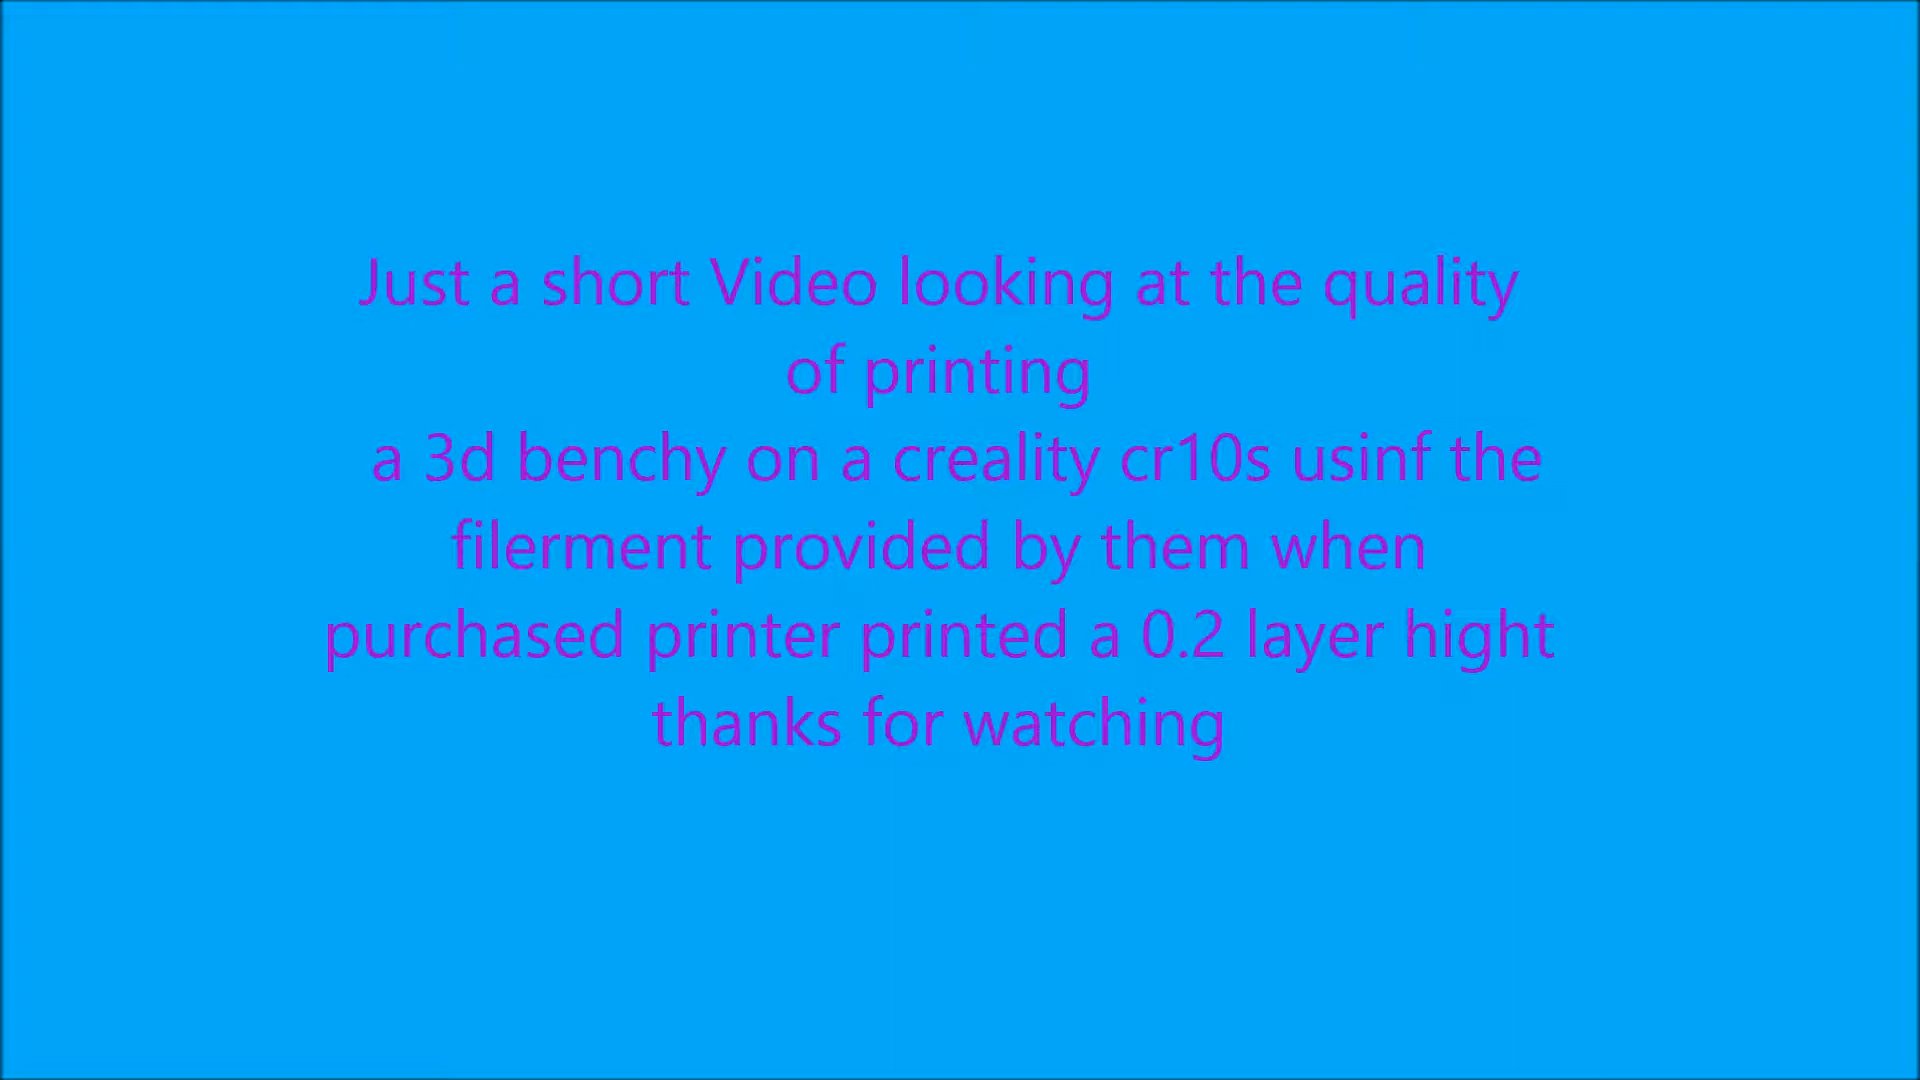 Just a short Video looking at the quality
of printing
a 3d benchy on a creality cr10s usinf the
filerment provided by them when
purchased printer printed a 0.2 layer hight
thanks for watching